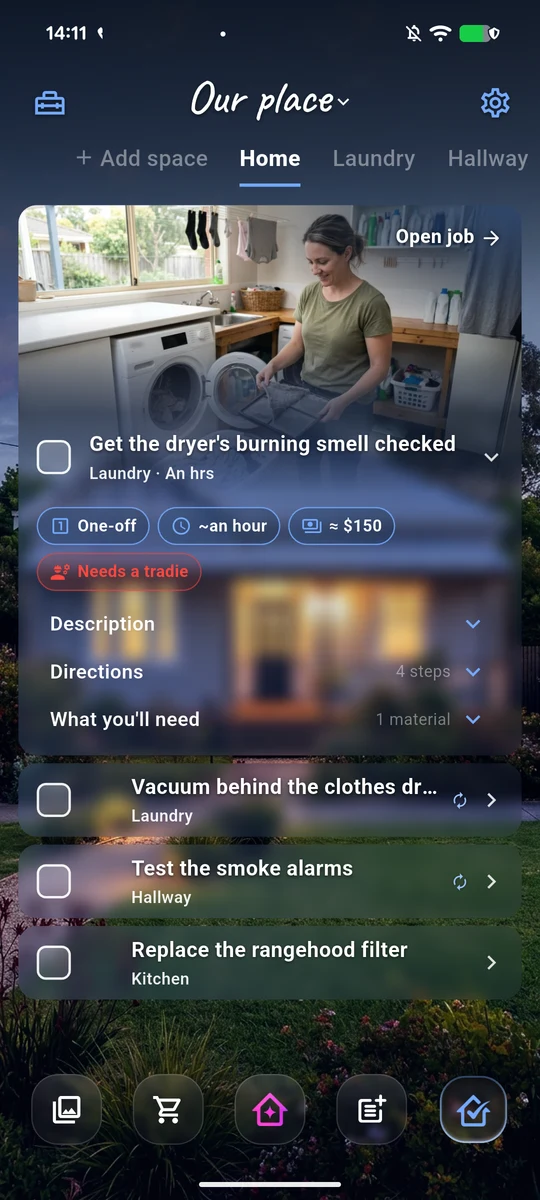 14:11
Our place
+ Add space
Home
Laundry
Hallway
Open job →
Get the dryer's burning smell checked
Laundry · An hrs
One-off
~an hour
≈ $150
Needs a tradie
Description
Directions
4 steps
What you'll need
1 material
Vacuum behind the clothes dr...
Laundry
Test the smoke alarms
Hallway
Replace the rangehood filter
Kitchen